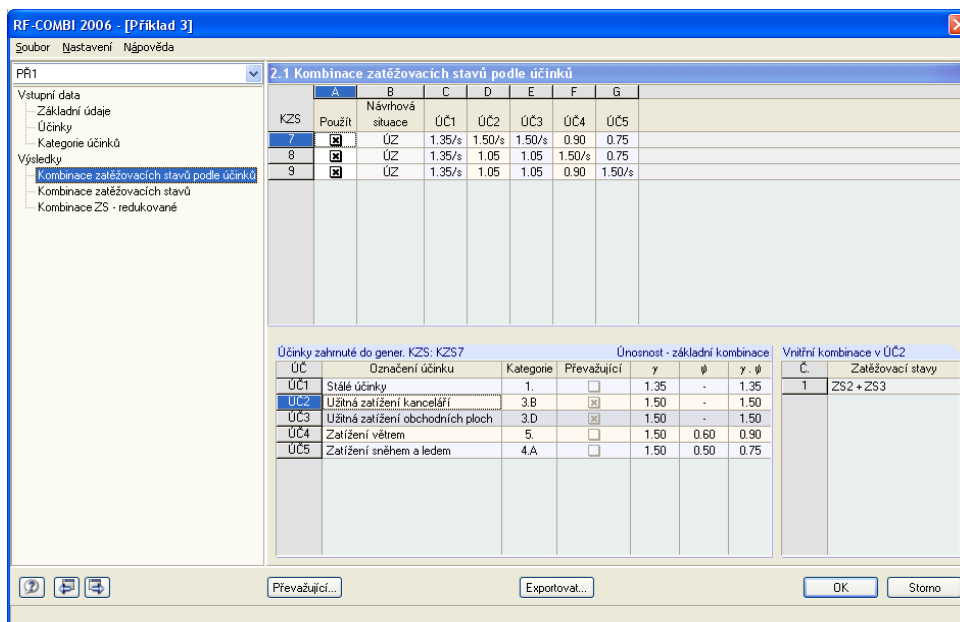 RF-COMBI 2006 - [Příklad 3]
Soubor Nastavení Nápověda
PŘ1
Vstupní data
Základní údaje
Účinky
Kategorie účinků
Výsledky
Kombinace zatěžovacích stavů podle účinků
Kombinace zatěžovacích stavů
Kombinace ZS - redukované
2.1 Kombinace zatěžovacích stavů podle účinků
A B C D E F G
Návrhová
KZS Použít situace ÚČ1 ÚČ2 ÚČ3 ÚČ4 ÚČ5
7 ÚZ 1.35/s 1.50/s 1.50/s 0.90 0.75
8 ÚZ 1.35/s 1.05 1.05 1.50/s 0.75
9 ÚZ 1.35/s 1.05 1.05 0.90 1.50/s
Účinky zahrnuté do gener. KZS: KZS7 Únosnost - základní kombinace
ÚČ Označení účinku Kategorie Převažující γ ψ γ . ψ
ÚČ1 Stálé účinky 1. 1.35 - 1.35
ÚČ2 Užitná zatížení kanceláří 3.B 1.50 - 1.50
ÚČ3 Užitná zatížení obchodních ploch 3.D 1.50 - 1.50
ÚČ4 Zatížení větrem 5. 1.50 0.60 0.90
ÚČ5 Zatížení sněhem a ledem 4.A 1.50 0.50 0.75
Vnitřní kombinace v ÚČ2
Č. Zatěžovací stavy
1 ZS2 + ZS3
Převažující... Exportovat... OK Storno